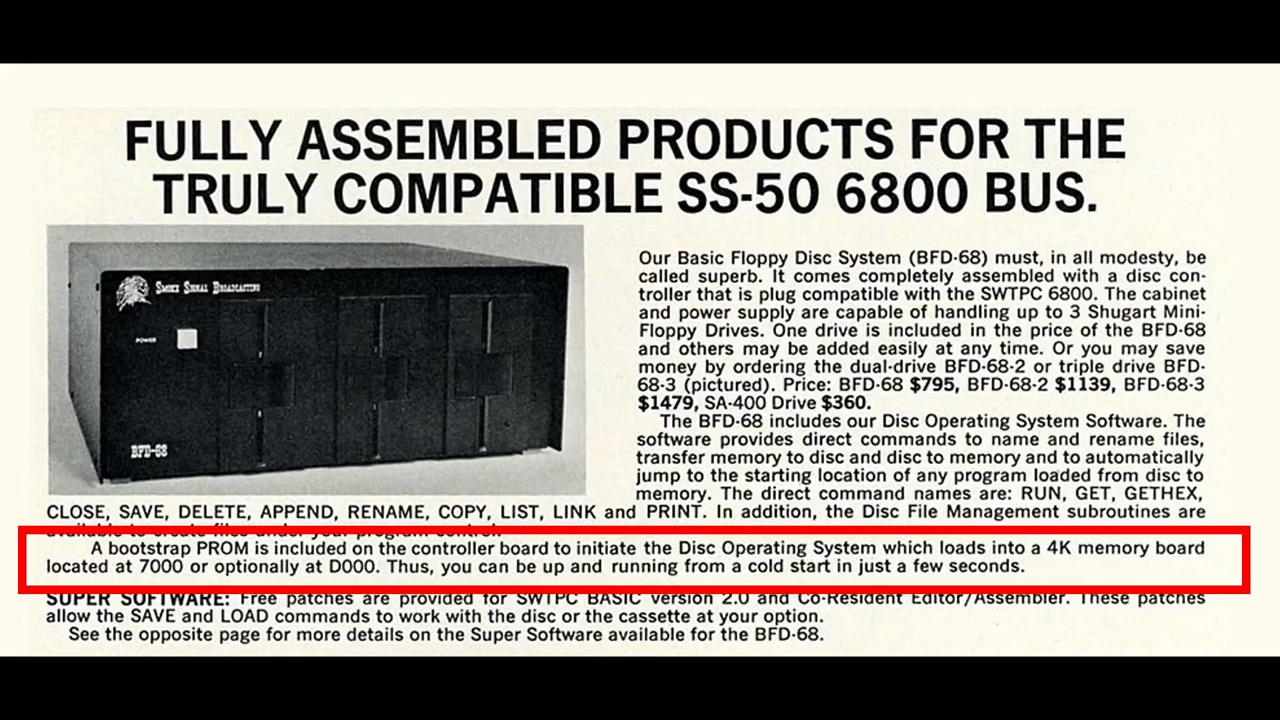 FULLY ASSEMBLED PRODUCTS FOR THE
TRULY COMPATIBLE SS-50 6800 BUS.
SMOKE SIGNAL BROADCASTING
POWER
BFD-68
Our Basic Floppy Disc System (BFD-68) must, in all modesty, be
called superb. It comes completely assembled with a disc con-
troller that is plug compatible with the SWTPC 6800. The cabinet
and power supply are capable of handling up to 3 Shugart Mini-
Floppy Drives. One drive is included in the price of the BFD-68
and others may be added easily at any time. Or you may save
money by ordering the dual-drive BFD-68-2 or triple drive BFD-
68-3 (pictured). Price: BFD-68 $795, BFD-68-2 $1139, BFD-68-3
$1479, SA-400 Drive $360.
The BFD-68 includes our Disc Operating System Software. The
software provides direct commands to name and rename files,
transfer memory to disc and disc to memory and to automatically
jump to the starting location of any program loaded from disc to
memory. The direct command names are: RUN, GET, GETHEX,
CLOSE, SAVE, DELETE, APPEND, RENAME, COPY, LIST, LINK and PRINT. In addition, the Disc File Management subroutines are
available to create files under your program control.
A bootstrap PROM is included on the controller board to initiate the Disc Operating System which loads into a 4K memory board
located at 7000 or optionally at D000. Thus, you can be up and running from a cold start in just a few seconds.
SUPER SOFTWARE: Free patches are provided for SWTPC BASIC version 2.0 and Co-Resident Editor/Assembler. These patches
allow the SAVE and LOAD commands to work with the disc or the cassette at your option.
See the opposite page for more details on the Super Software available for the BFD-68.